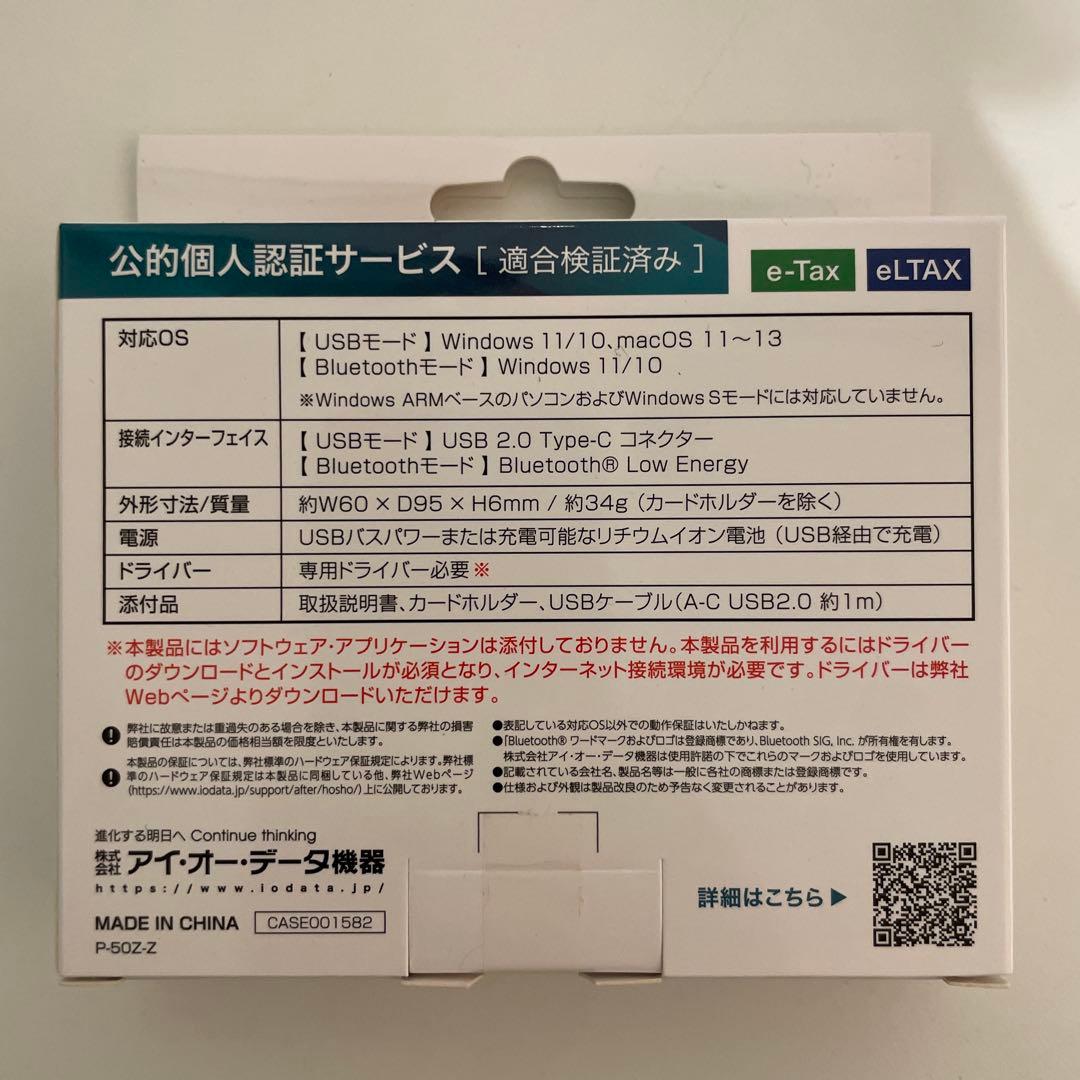 公的個人認証サービス［適合検証済み］ e-Tax eLTAX
対応OS
【 USBモード 】Windows 11/10、macOS 11～13
【 Bluetoothモード 】Windows 11/10
※Windows ARMベースのパソコンおよびWindows Sモードには対応していません。
接続インターフェイス
【 USBモード 】USB 2.0 Type-C コネクター
【 Bluetoothモード 】Bluetooth® Low Energy
外形寸法/質量 約W60 × D95 × H6mm / 約34g（カードホルダーを除く）
電源 USBバスパワーまたは充電可能なリチウムイオン電池（USB経由で充電）
ドライバー 専用ドライバー必要※
添付品 取扱説明書、カードホルダー、USBケーブル（A-C USB2.0 約1m）
※本製品にはソフトウェア・アプリケーションは添付しておりません。本製品を利用するにはドライバー
のダウンロードとインストールが必須となり、インターネット接続環境が必要です。ドライバーは弊社
Webページよりダウンロードいただけます。
弊社に故意または重過失のある場合を除き、本製品に関する弊社の損害
賠償責任は本製品の価格相当額を限度といたします。
本製品の保証については、弊社標準のハードウェア保証規定によります。弊社標
準のハードウェア保証規定は本製品に同梱している他、弊社Webページ
(https://www.iodata.jp/support/after/hosho/)上に公開しております。
●表記している対応OS以外での動作保証はいたしかねます。
●「Bluetooth® ワードマークおよびロゴは登録商標であり、Bluetooth SIG, Inc. が所有権を有します。
株式会社アイ・オー・データ機器は使用許諾の下でこれらのマークおよびロゴを使用しています。
●記載されている会社名、製品名等は一般に各社の商標または登録商標です。
●仕様および外観は製品改良のため予告なく変更されることがあります。
進化する明日へ Continue thinking
株式会社 アイ・オー・データ機器
https://www.iodata.jp/
MADE IN CHINA CASE001582
P-50Z-Z
詳細はこちら▶